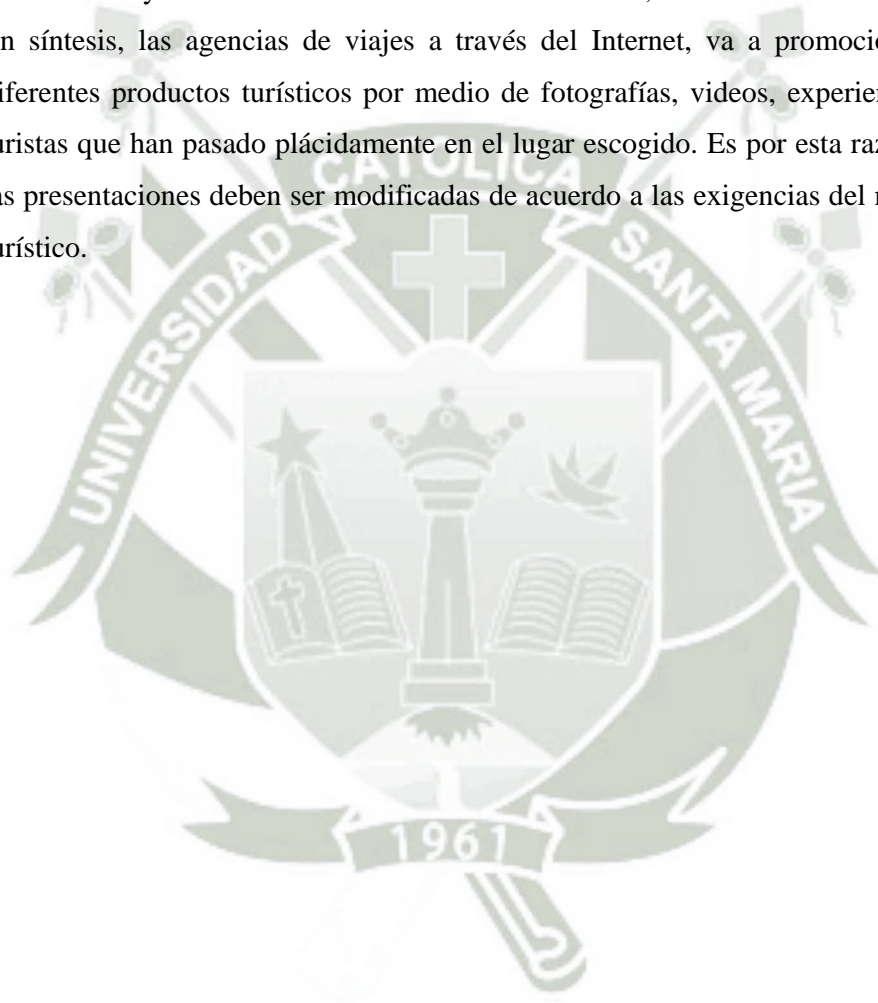 n síntesis, las agencias de viajes a través del Internet, va a promocio
iferentes productos turísticos por medio de fotografías, videos, experien
uristas que han pasado plácidamente en el lugar escogido. Es por esta raz
as presentaciones deben ser modificadas de acuerdo a las exigencias del
urístico.
UNIVERSIDAD CATÓLICA SANTA MARIA
1961